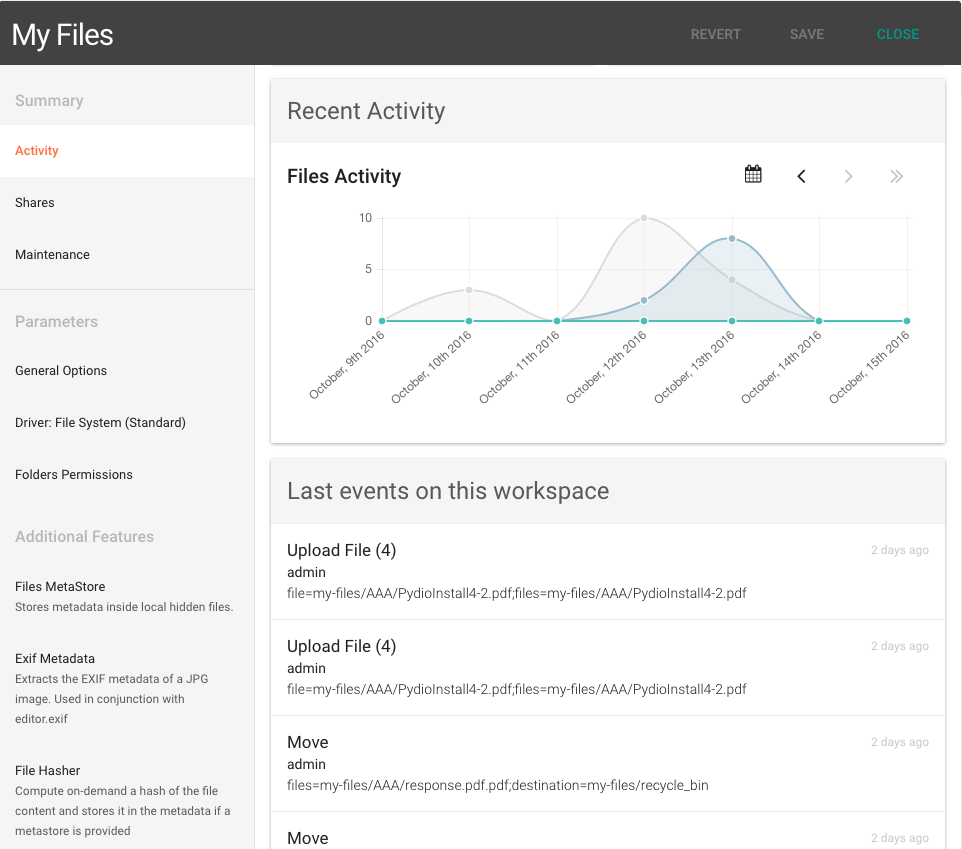 My Files
REVERT
SAVE
CLOSE
Summary
Activity
Shares
Maintenance
Parameters
General Options
Driver: File System (Standard)
Folders Permissions
Additional Features
Files MetaStore
Stores metadata inside local hidden files.
Exif Metadata
Extracts the EXIF metadata of a JPG
image. Used in conjunction with
editor.exif
File Hasher
Compute on-demand a hash of the file
content and stores it in the metadata if a
metastore is provided
Recent Activity
Files Activity
10
5
0
October, 9th 2016
October, 10th 2016
October, 11th 2016
October, 12th 2016
October, 13th 2016
October, 14th 2016
October, 15th 2016
Last events on this workspace
Upload File (4)
2 days ago
admin
file=my-files/AAA/PydioInstall4-2.pdf;files=my-files/AAA/PydioInstall4-2.pdf
Upload File (4)
2 days ago
admin
file=my-files/AAA/PydioInstall4-2.pdf;files=my-files/AAA/PydioInstall4-2.pdf
Move
2 days ago
admin
files=my-files/AAA/response.pdf.pdf;destination=my-files/recycle_bin
Move
2 days ago